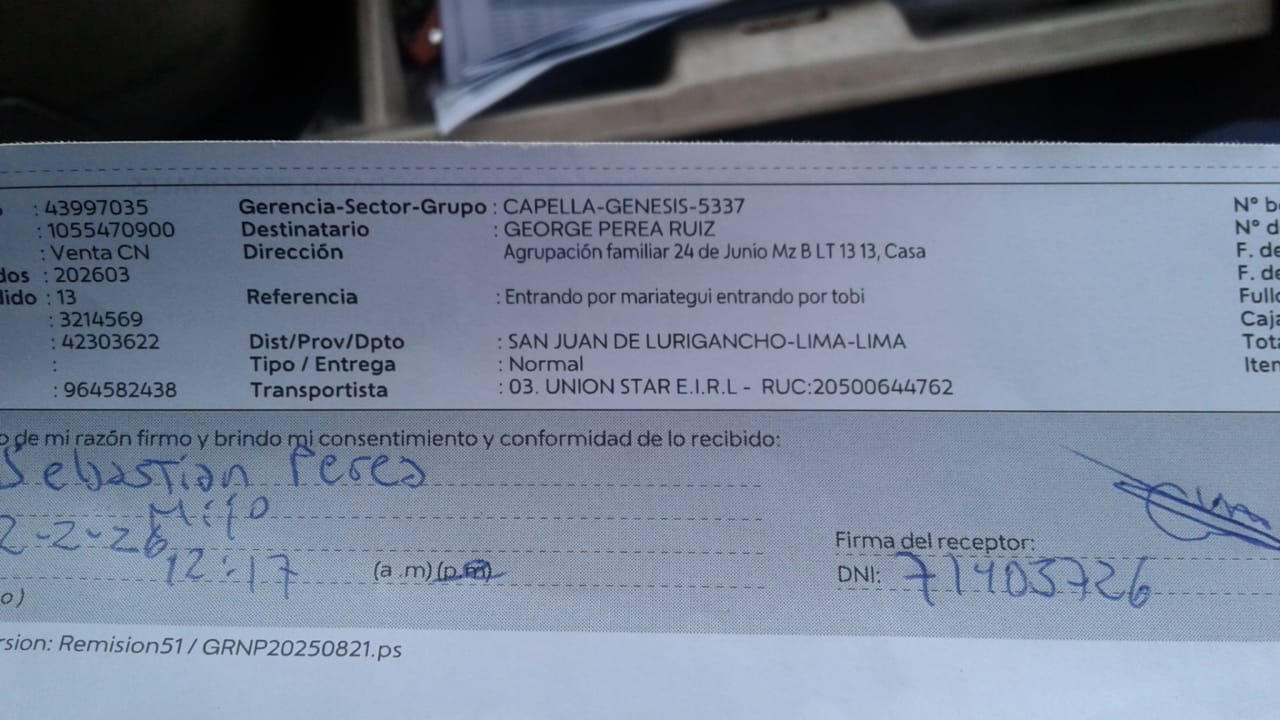 : 43997035 Gerencia-Sector-Grupo : CAPELLA-GENESIS-5337 N° b
: 1055470900 Destinatario : GEORGE PEREA RUIZ N° d
: Venta CN Dirección Agrupación familiar 24 de Junio Mz B LT 13 13, Casa F. de
dos : 202603 F. de
dido : 13 Referencia : Entrando por mariategui entrando por tobi Fullo
: 3214569 Caja
: 42303622 Dist/Prov/Dpto : SAN JUAN DE LURIGANCHO-LIMA-LIMA Tota
: Tipo / Entrega : Normal Iten
: 964582438 Transportista : 03. UNION STAR E.I.R.L - RUC:20500644762
o de mi razón firmo y brindo mi consentimiento y conformidad de lo recibido:
Sebastian Perea
Hijo
2-2-26
Firma del receptor:
12:17 (a .m) (p.m)
DNI: 71403726
o)
rsion: Remision51 / GRNP20250821.ps